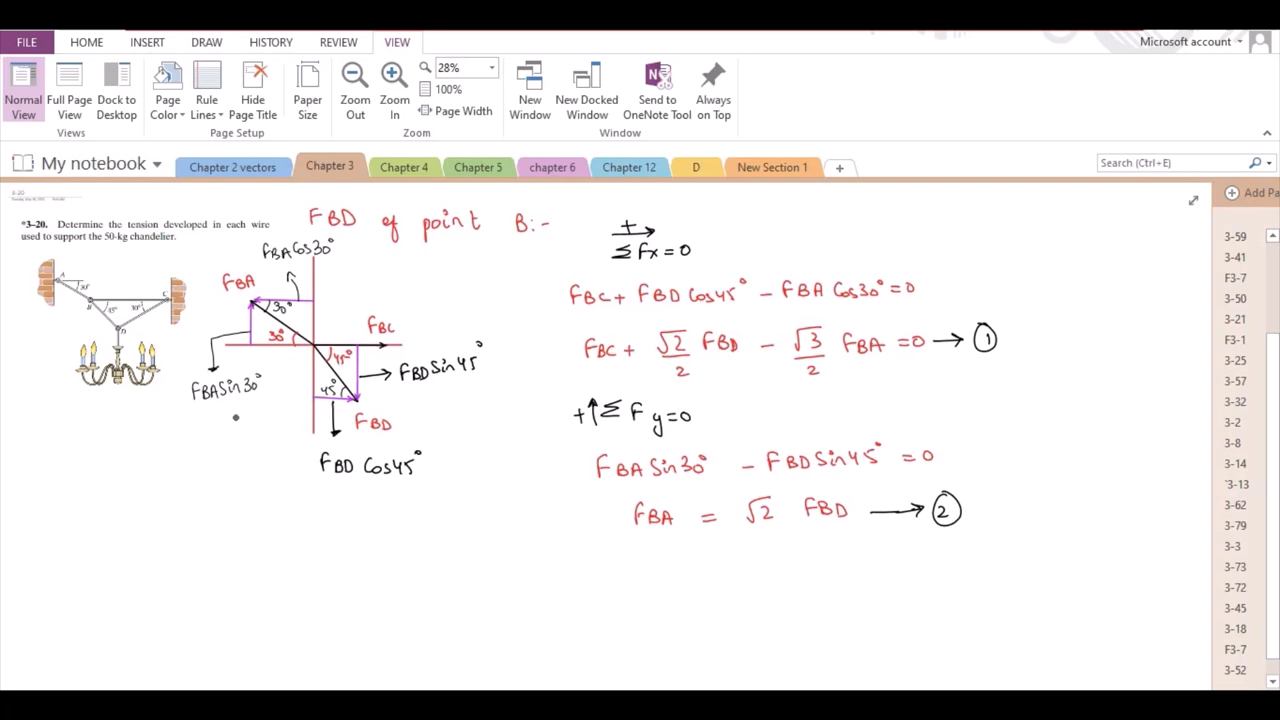 FILE HOME INSERT DRAW HISTORY REVIEW VIEW Microsoft account
28%
100%
Page Width
Normal View
Full Page View
Dock to Desktop
Page Color
Rule Lines
Hide Page Title
Paper Size
Zoom Out
Zoom In
New Window
New Docked Window
Send to OneNote Tool
Always on Top
Views Page Setup Zoom Window
My notebook Chapter 2 vectors Chapter 3 Chapter 4 Chapter 5 chapter 6 Chapter 12 D New Section 1 Search (Ctrl+E)
Add Pa
3-20
*3–20. Determine the tension developed in each wire
used to support the 50-kg chandelier.
A
30°
B
45°
C
30°
D
FBD of point B:-
FBA Cos30°
FBA
30°
30°
FBC
45°
FBD Sin45°
FBA Sin30°
45°
FBD
FBD Cos45°
+→
ΣFx=0
FBC + FBD Cos45° - FBA Cos30° = 0
FBC + √2/2 FBD - √3/2 FBA = 0 → 1
+↑ΣFy=0
FBA Sin30° - FBD Sin45° = 0
FBA = √2 FBD → 2
3-59
3-41
F3-7
3-50
3-21
F3-1
3-25
3-57
3-32
3-2
3-8
3-14
`3-13
3-62
3-79
3-3
3-73
3-72
3-45
3-18
F3-7
3-52